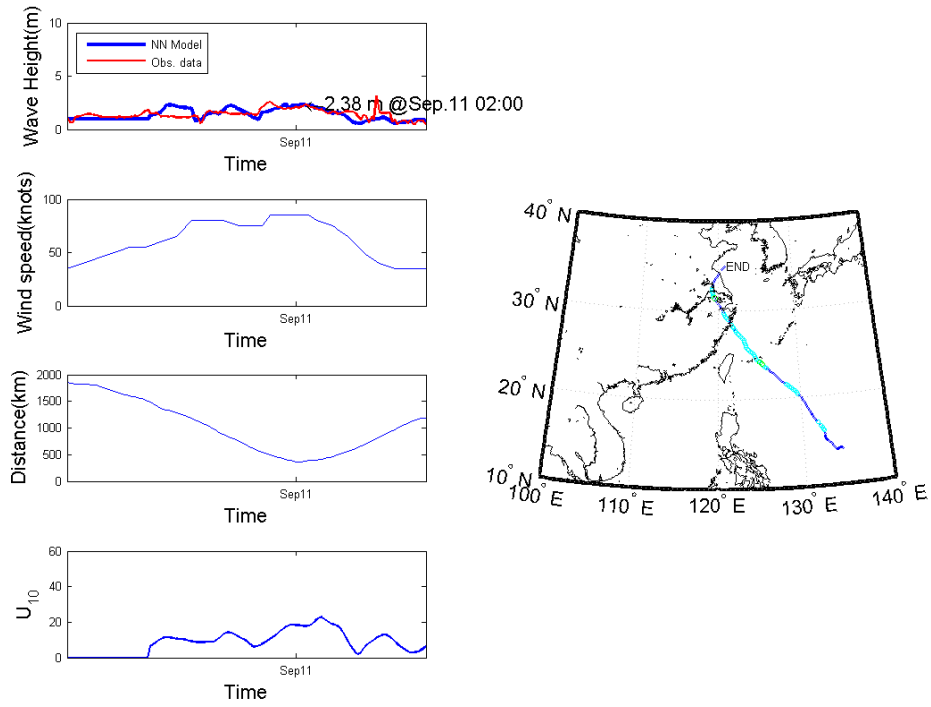 Wave Height(m)
10
5
0
NN Model
Obs. data
2.38 m @Sep.11 02:00
Sep11
Time
Wind speed(knots)
100
50
0
Sep11
Time
Distance(km)
2000
1500
1000
500
0
Sep11
Time
U10
60
40
20
0
Sep11
Time
40° N
30° N
20° N
10° N
100° E
110° E
120° E
130° E
140° E
END